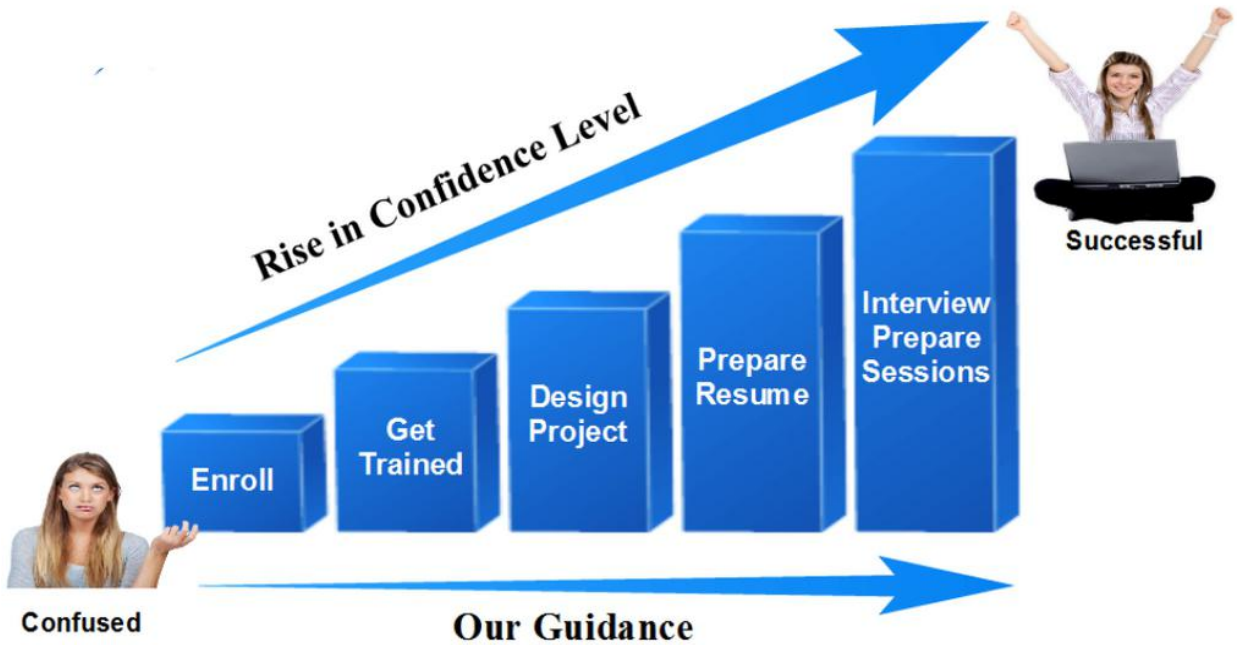 Rise in Confidence Level
Successful
Interview
Prepare
Sessions
Prepare
Resume
Design
Project
Get
Trained
Enroll
Confused
Our Guidance